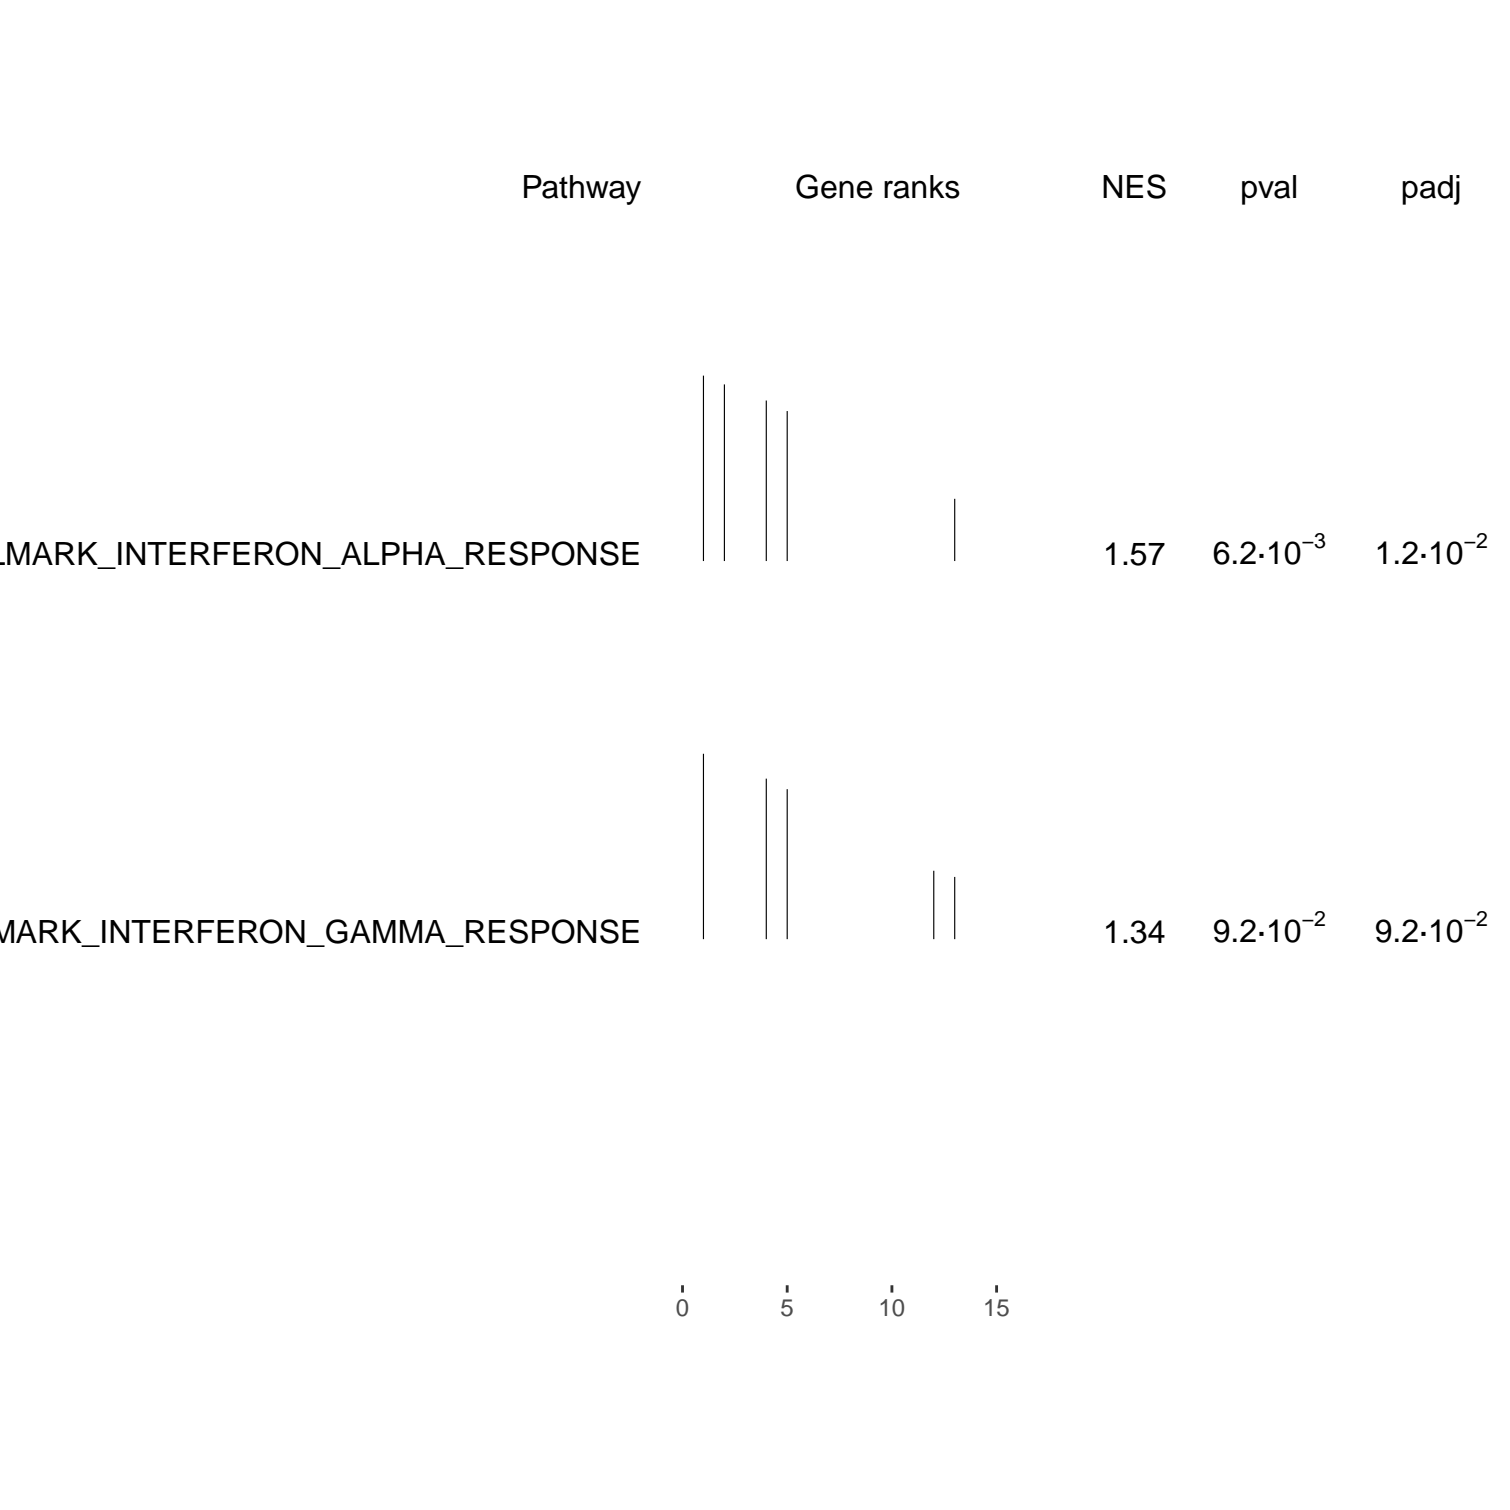 Pathway Gene ranks NES pval padj
LMARK_INTERFERON_ALPHA_RESPONSE 1.57 6.2·10⁻³ 1.2·10⁻²
MARK_INTERFERON_GAMMA_RESPONSE 1.34 9.2·10⁻² 9.2·10⁻²
0 5 10 15